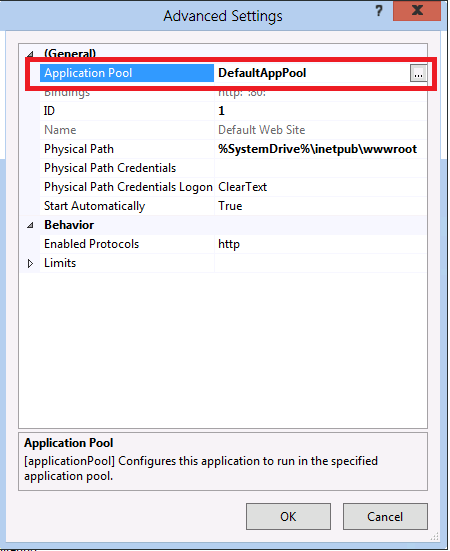 Advanced Settings
?
X
(General)
Application Pool DefaultAppPool ...
Bindings http: :80:
ID 1
Name Default Web Site
Physical Path %SystemDrive%\inetpub\wwwroot
Physical Path Credentials
Physical Path Credentials Logon ClearText
Start Automatically True
Behavior
Enabled Protocols http
Limits
Application Pool
[applicationPool] Configures this application to run in the specified
application pool.
OK Cancel